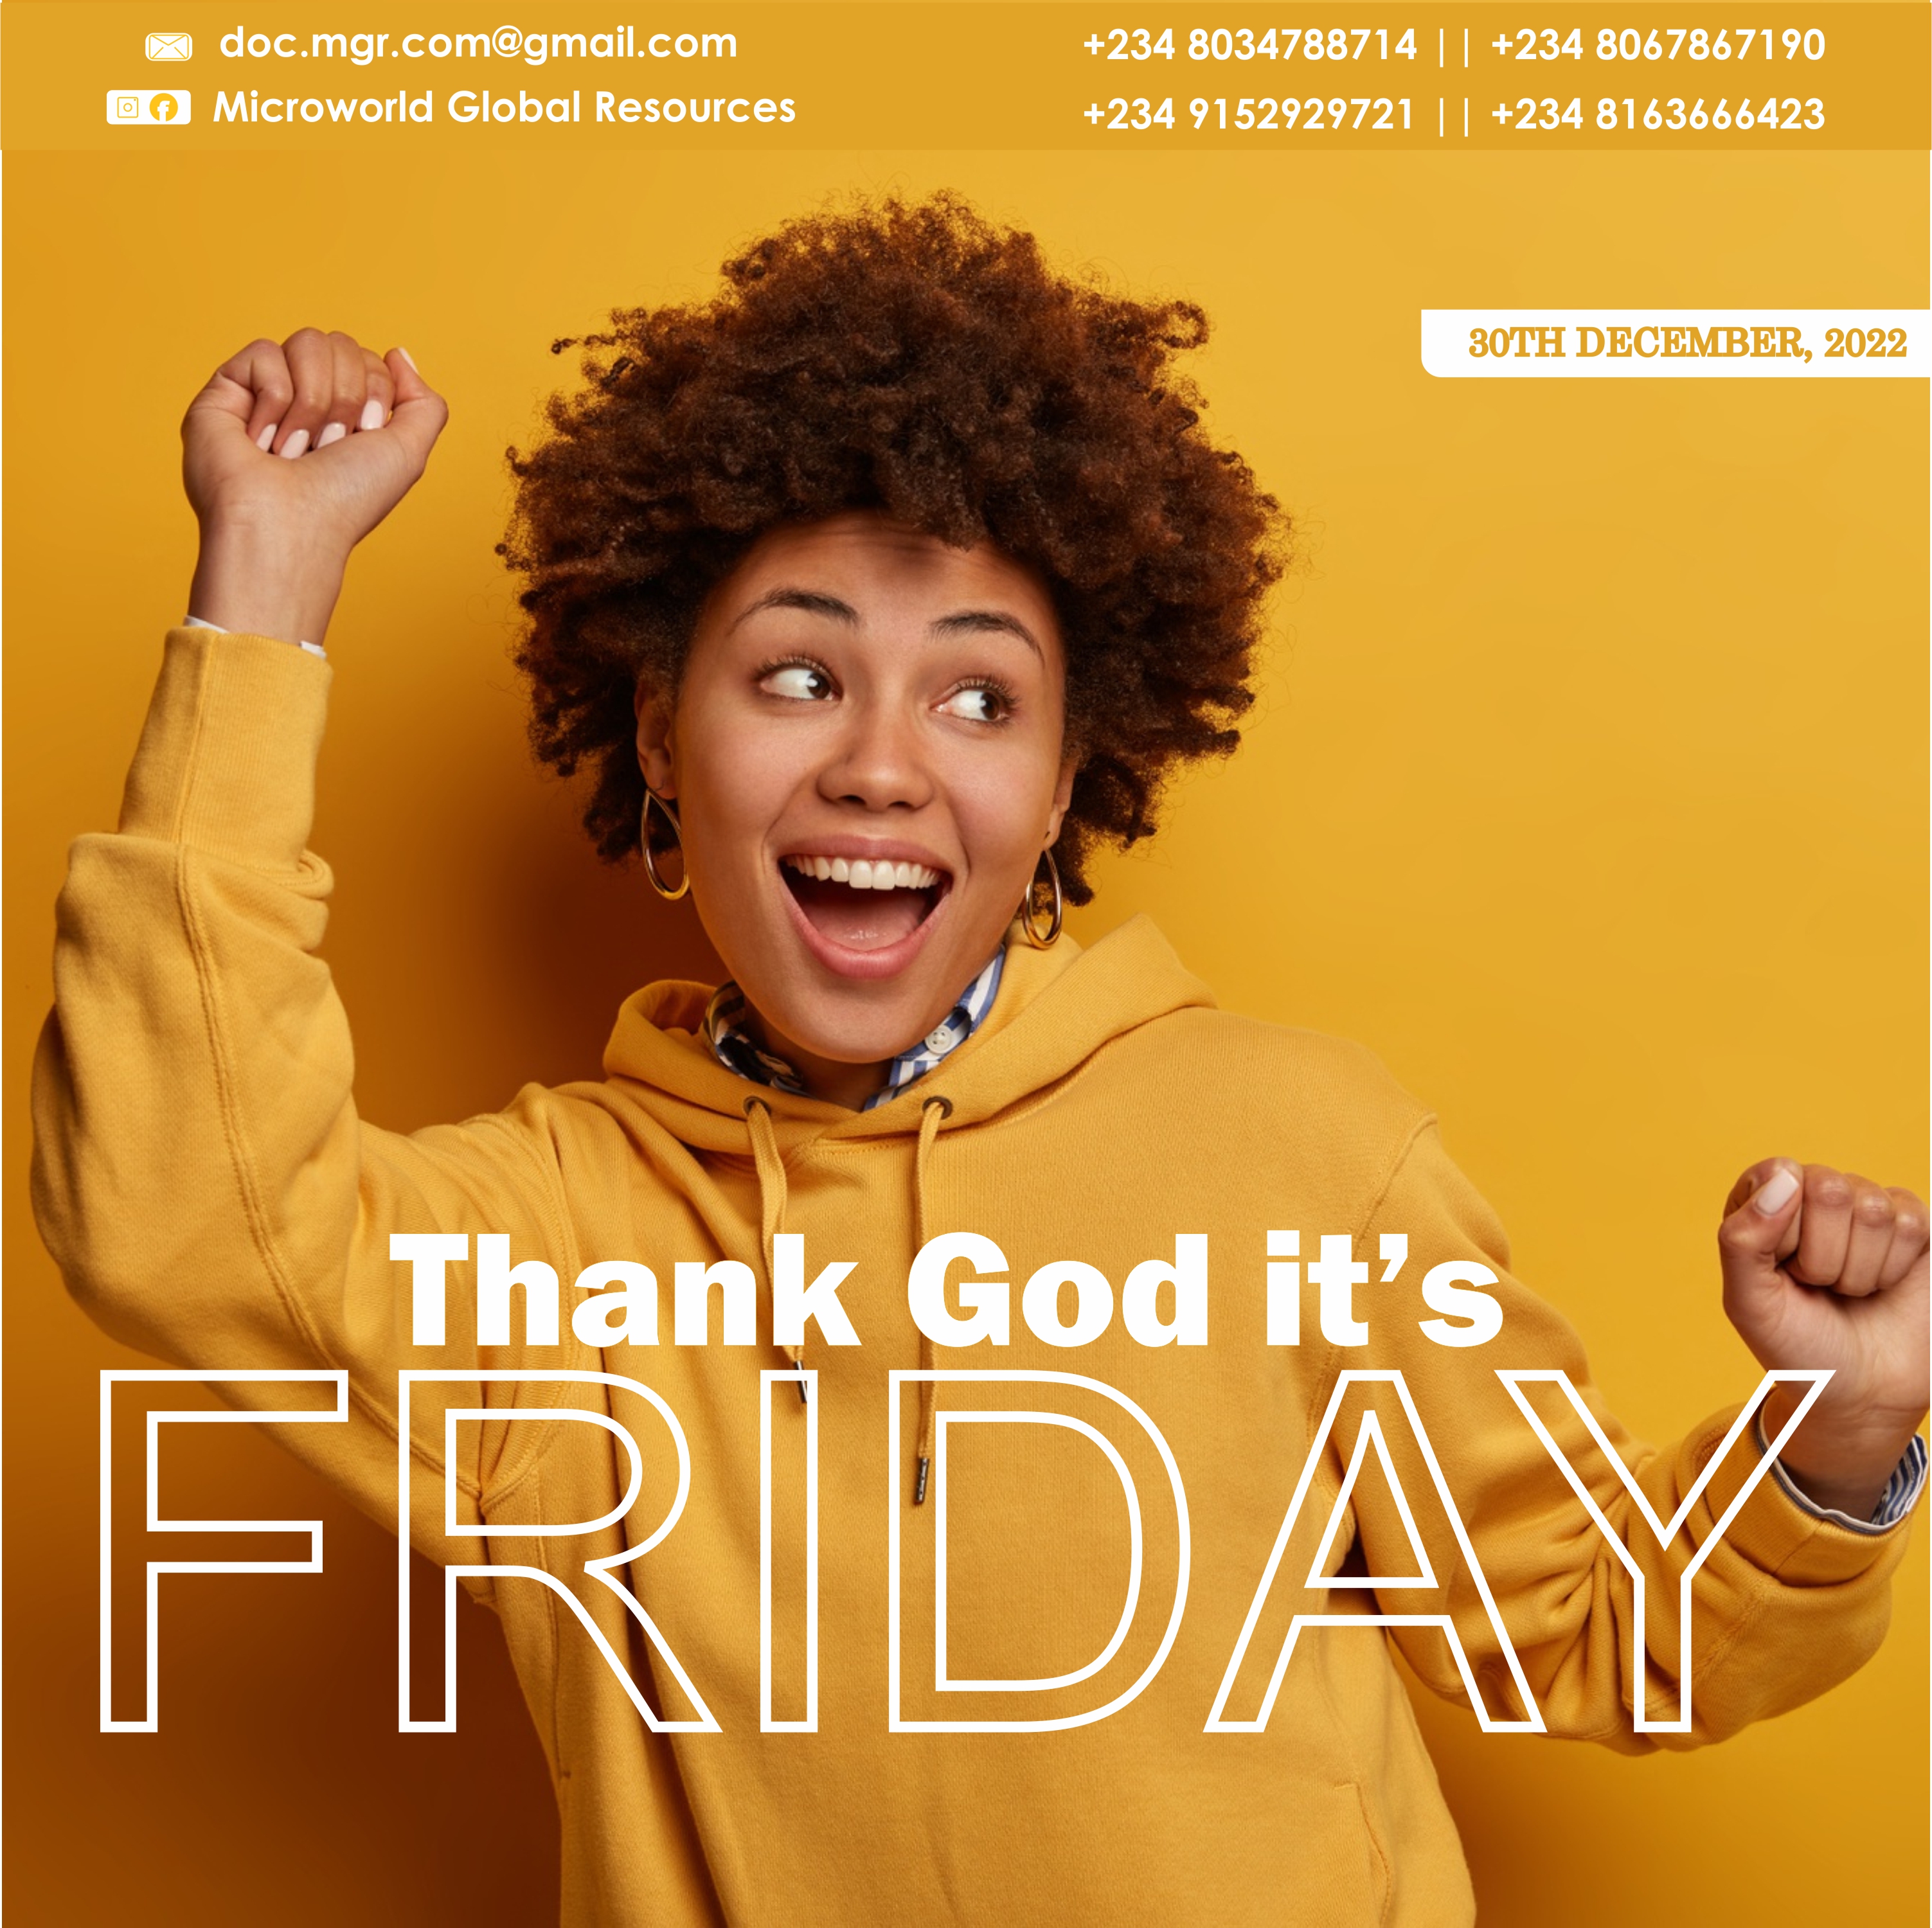 doc.mgr.com@gmail.com
Microworld Global Resources
+234 8034788714 || +234 8067867190
+234 9152929721 || +234 8163666423
30TH DECEMBER, 2022
Thank God it’s
FRIDAY